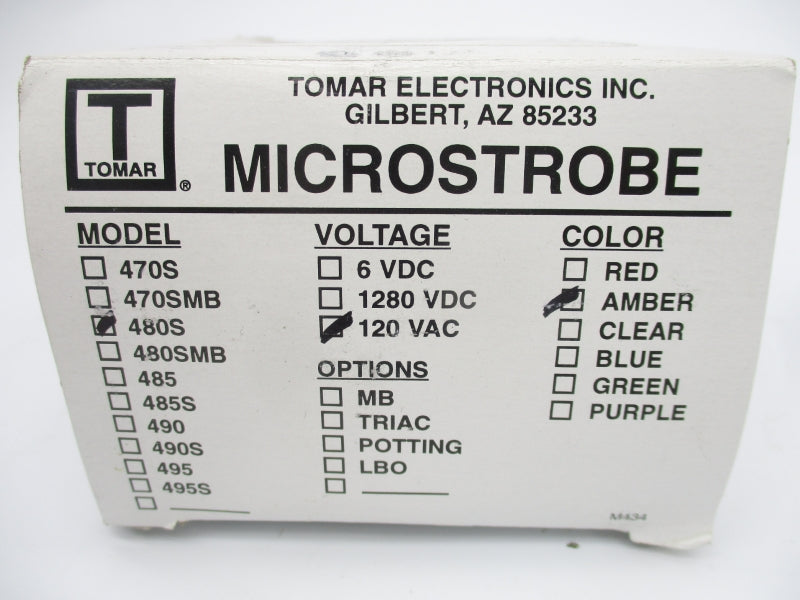 T
TOMAR
®
TOMAR ELECTRONICS INC.
GILBERT, AZ 85233
MICROSTROBE
MODEL
470S
470SMB
480S
480SMB
485
485S
490
490S
495
495S
VOLTAGE
6 VDC
1280 VDC
120 VAC
OPTIONS
MB
TRIAC
POTTING
LBO
COLOR
RED
AMBER
CLEAR
BLUE
GREEN
PURPLE
M434